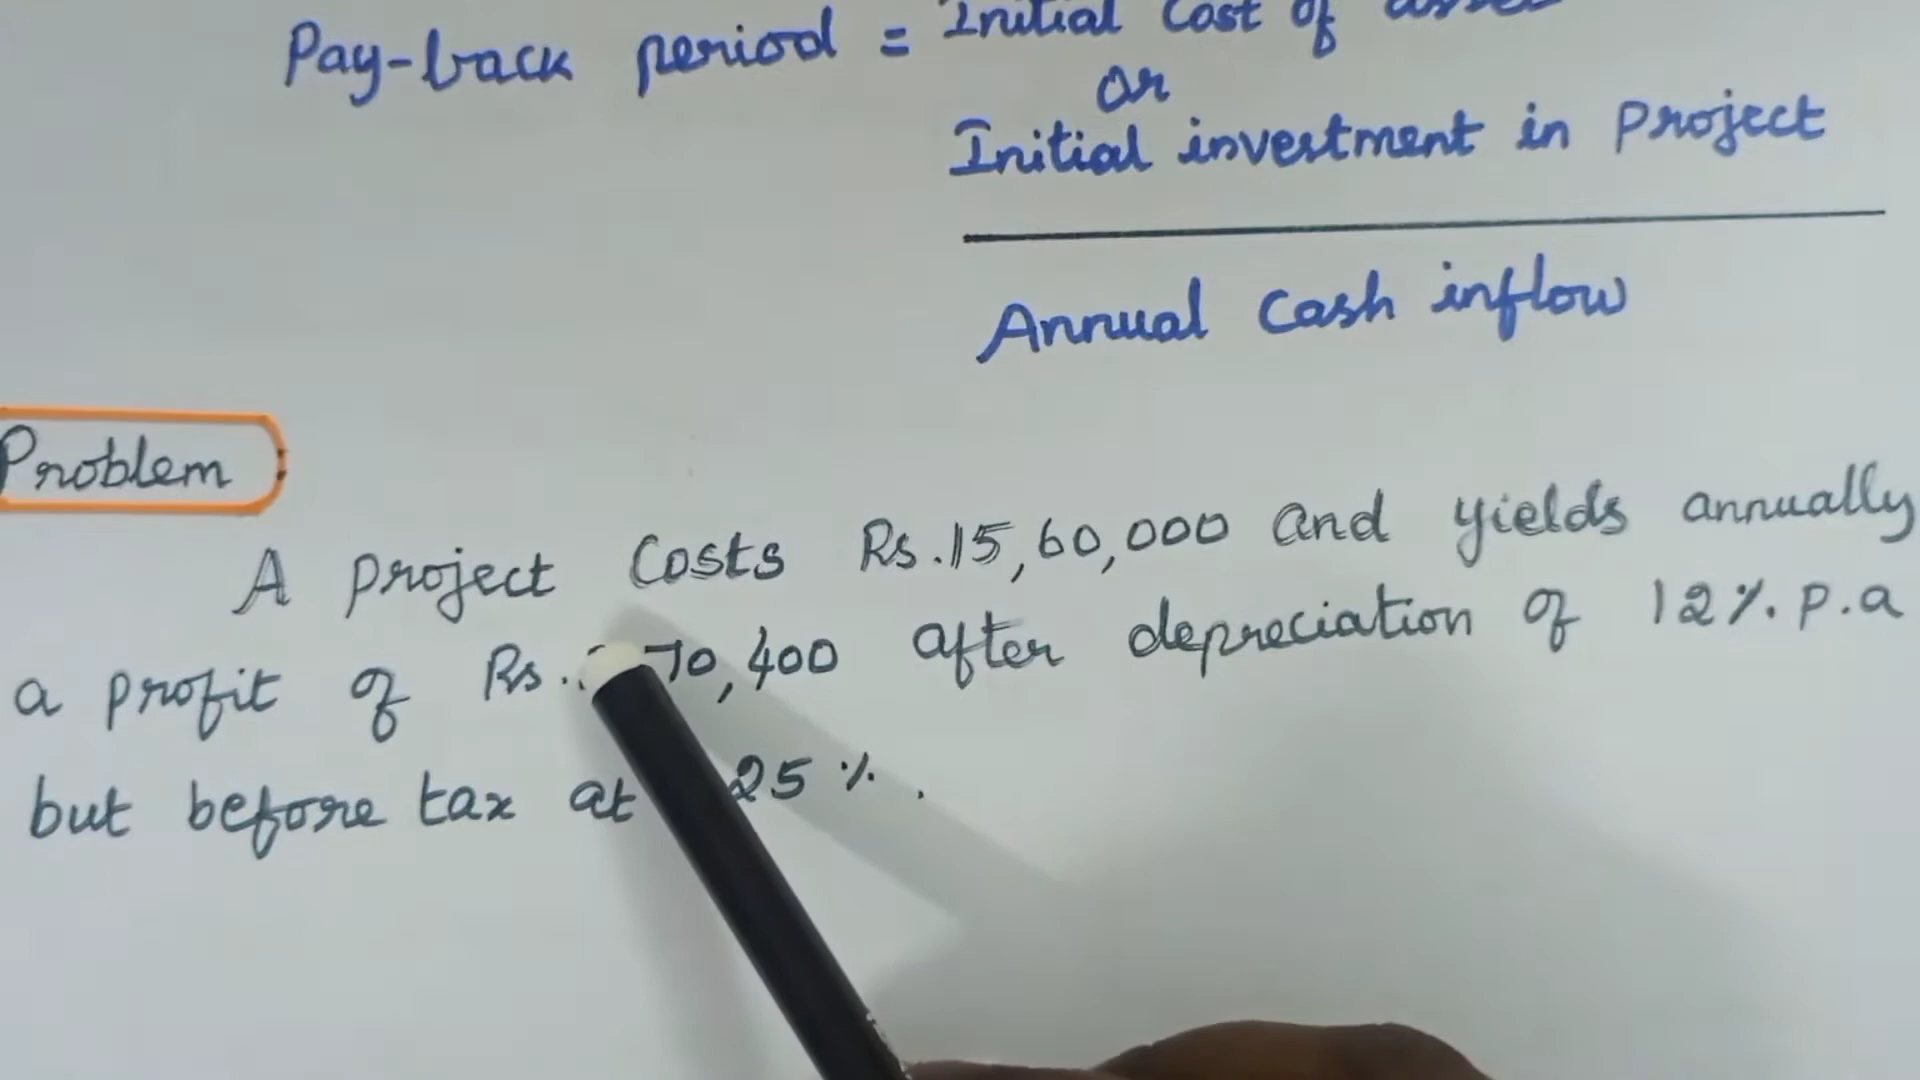 Pay-back period = Initial Cost of
or
Initial investment in project
Annual Cash inflow
Problem
A project Costs Rs.15,60,000 and yields annually
a profit of Rs. 70,400 after depreciation of 12%.p.a
but before tax at 25%.